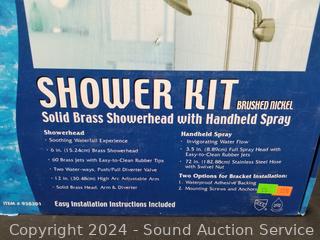 SHOWER KIT BRUSHED NICKEL
Solid Brass Showerhead with Handheld Spray
Showerhead
· Soothing Waterfall Experience
· 6 in. (15.24cm) Brass Showerhead
· 60 Brass Jets with Easy-to-Clean Rubber Tips
· Two Water-ways, Push/Pull Diverter Valve
· 12 in. (30.48cm) High Arc Adjustable Arm
· Solid Brass Head, Arm & Diverter
Handheld Spray
· Invigorating Water Flow
· 3.5 in. (8.89cm) Full Spray Head with
Easy-to-Clean Rubber Jets
· 72 in. (182.88cm) Stainless Steel Hose
with Swivel Nut
Two Options for Bracket Installation:
1. Waterproof Adhesive Backing
2. Mounting Screws and Anchors
Easy Installation Instructions Included
ITEM #
Copyright 2024 - Sound Auction Service